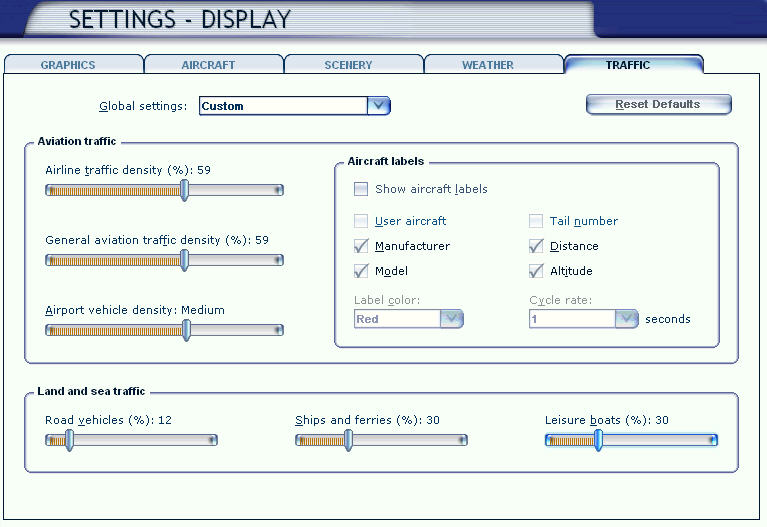 SETTINGS - DISPLAY
GRAPHICS AIRCRAFT SCENERY WEATHER TRAFFIC
Global settings: Custom Reset Defaults
Aviation traffic
Airline traffic density (%): 59
General aviation traffic density (%): 59
Airport vehicle density: Medium
Aircraft labels
Show aircraft labels
User aircraft Tail number
Manufacturer Distance
Model Altitude
Label color: Cycle rate:
Red 1 seconds
Land and sea traffic
Road vehicles (%): 12 Ships and ferries (%): 30 Leisure boats (%): 30